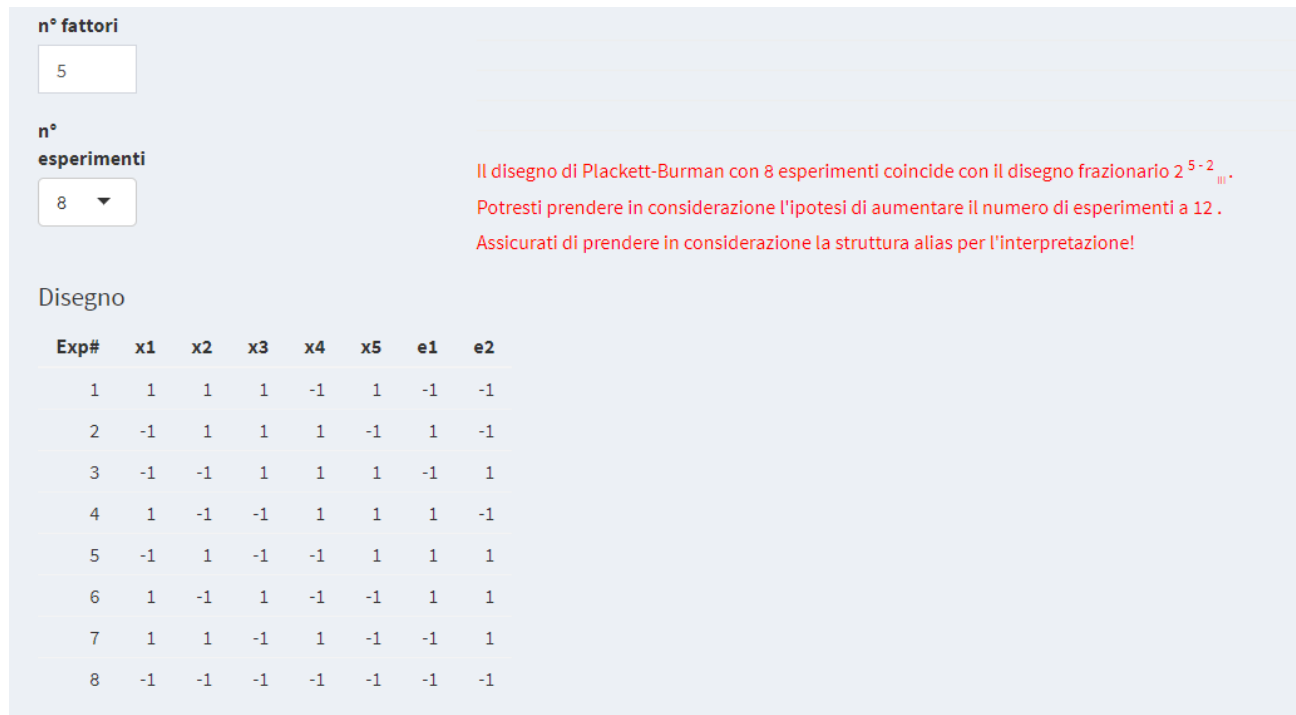 n° fattori
5
n°
esperimenti
8
Il disegno di Plackett-Burman con 8 esperimenti coincide con il disegno frazionario 2 5 - 2 III .
Potresti prendere in considerazione l'ipotesi di aumentare il numero di esperimenti a 12 .
Assicurati di prendere in considerazione la struttura alias per l'interpretazione!
Disegno
Exp# x1 x2 x3 x4 x5 e1 e2
1 1 1 1 -1 1 -1 -1
2 -1 1 1 1 -1 1 -1
3 -1 -1 1 1 1 -1 1
4 1 -1 -1 1 1 1 -1
5 -1 1 -1 -1 1 1 1
6 1 -1 1 -1 -1 1 1
7 1 1 -1 1 -1 -1 1
8 -1 -1 -1 -1 -1 -1 -1